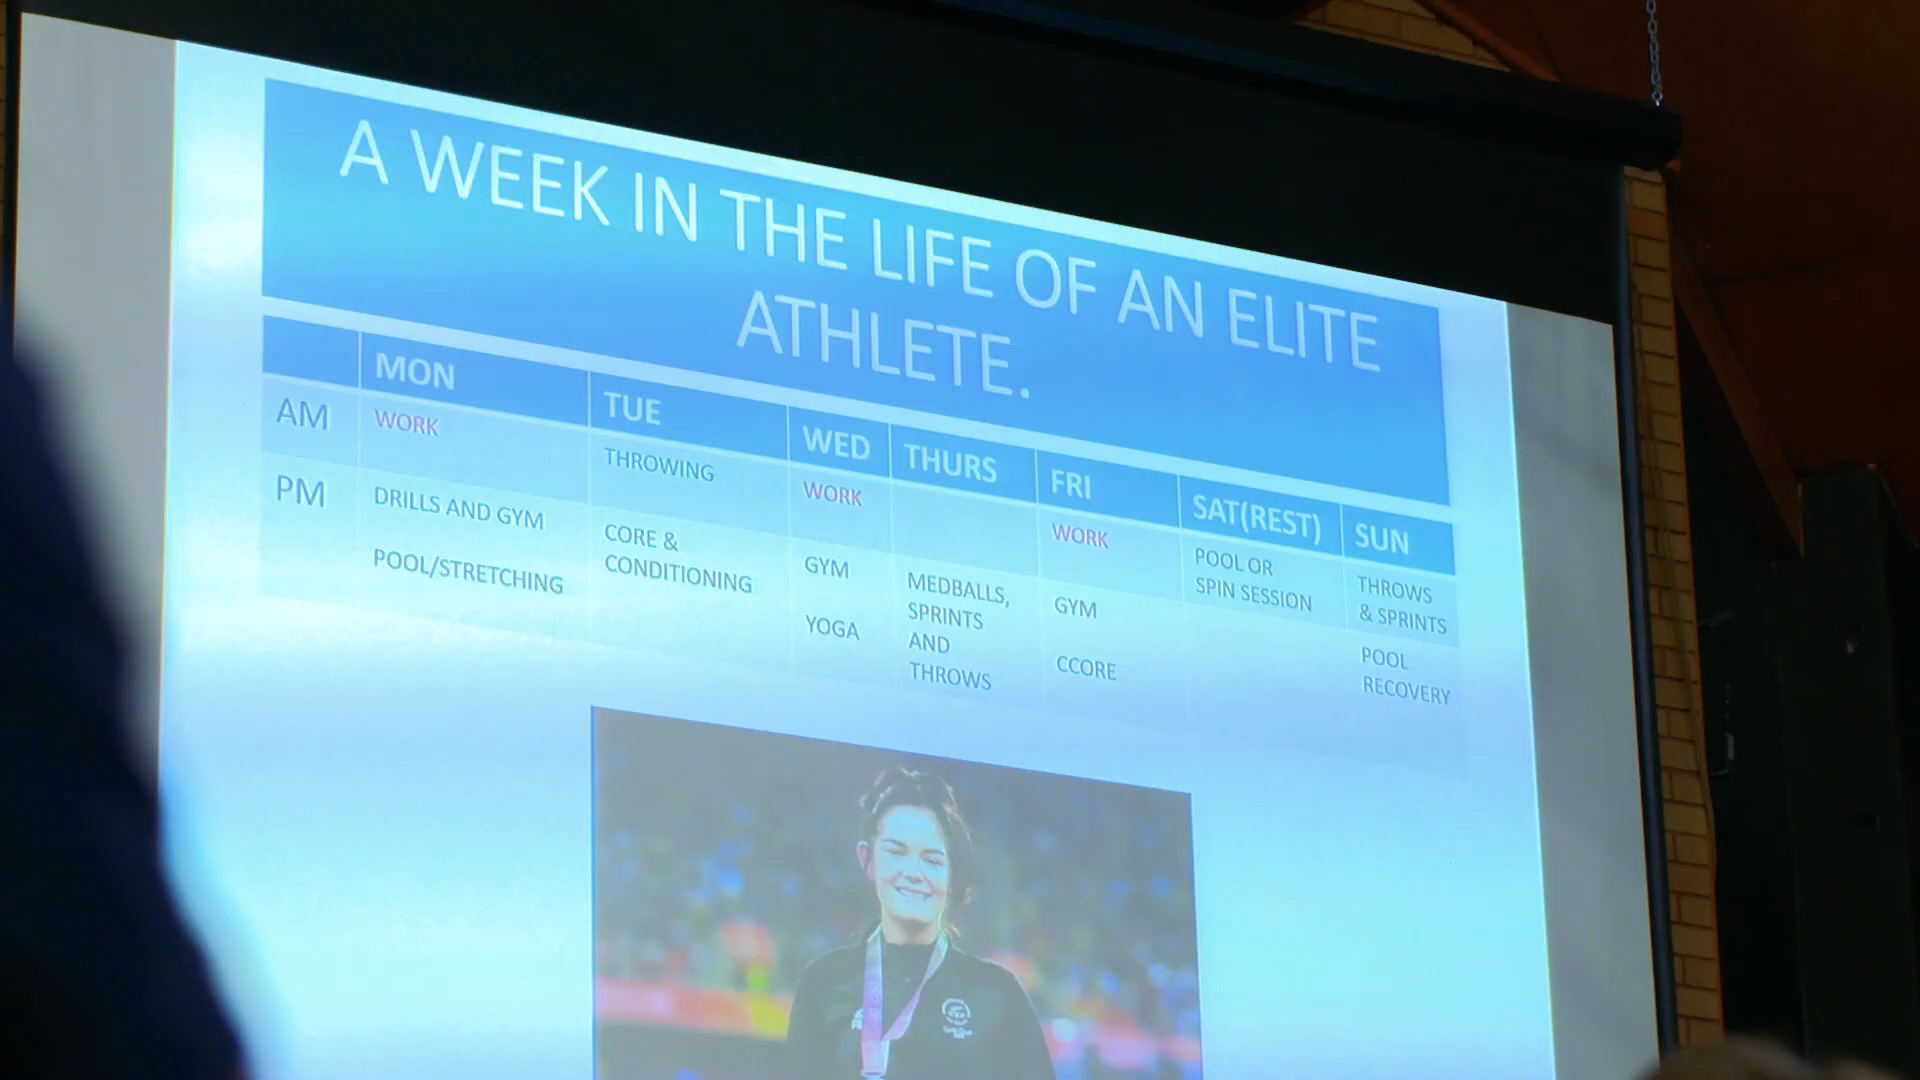 A WEEK IN THE LIFE OF AN ELITE
ATHLETE.
MON TUE WED THURS FRI SAT(REST) SUN
AM WORK THROWING WORK WORK POOL OR
SPIN SESSION THROWS
& SPRINTS
PM DRILLS AND GYM
POOL/STRETCHING
CORE &
CONDITIONING
GYM
YOGA
MEDBALLS,
SPRINTS
AND
THROWS
GYM
CCORE
POOL
RECOVERY